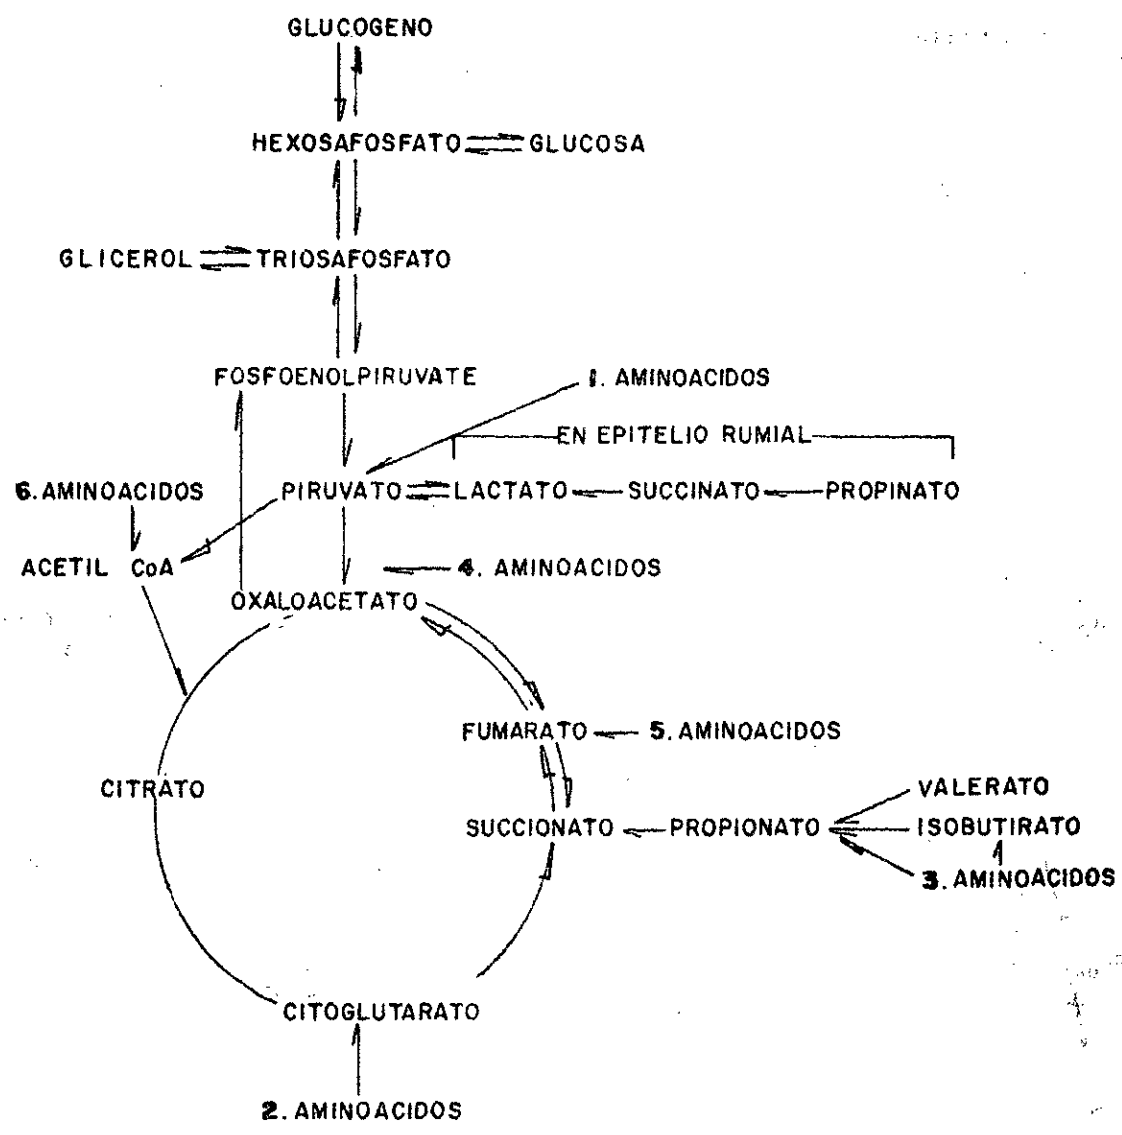 GLUCOGENO
HEXOSAFOSFATO GLUCOSA
GLICEROL TRIOSAFOSFATO
FOSFOENOLPIRUVATE 1. AMINOACIDOS
EN EPITELIO RUMIAL
6. AMINOACIDOS PIRUVATO LACTATO SUCCINATO PROPINATO
ACETIL CoA 4. AMINOACIDOS
OXALOACETATO
FUMARATO 5. AMINOACIDOS
CITRATO VALERATO
SUCCIONATO PROPIONATO ISOBUTIRATO
3. AMINOACIDOS
CITOGLUTARATO
2. AMINOACIDOS